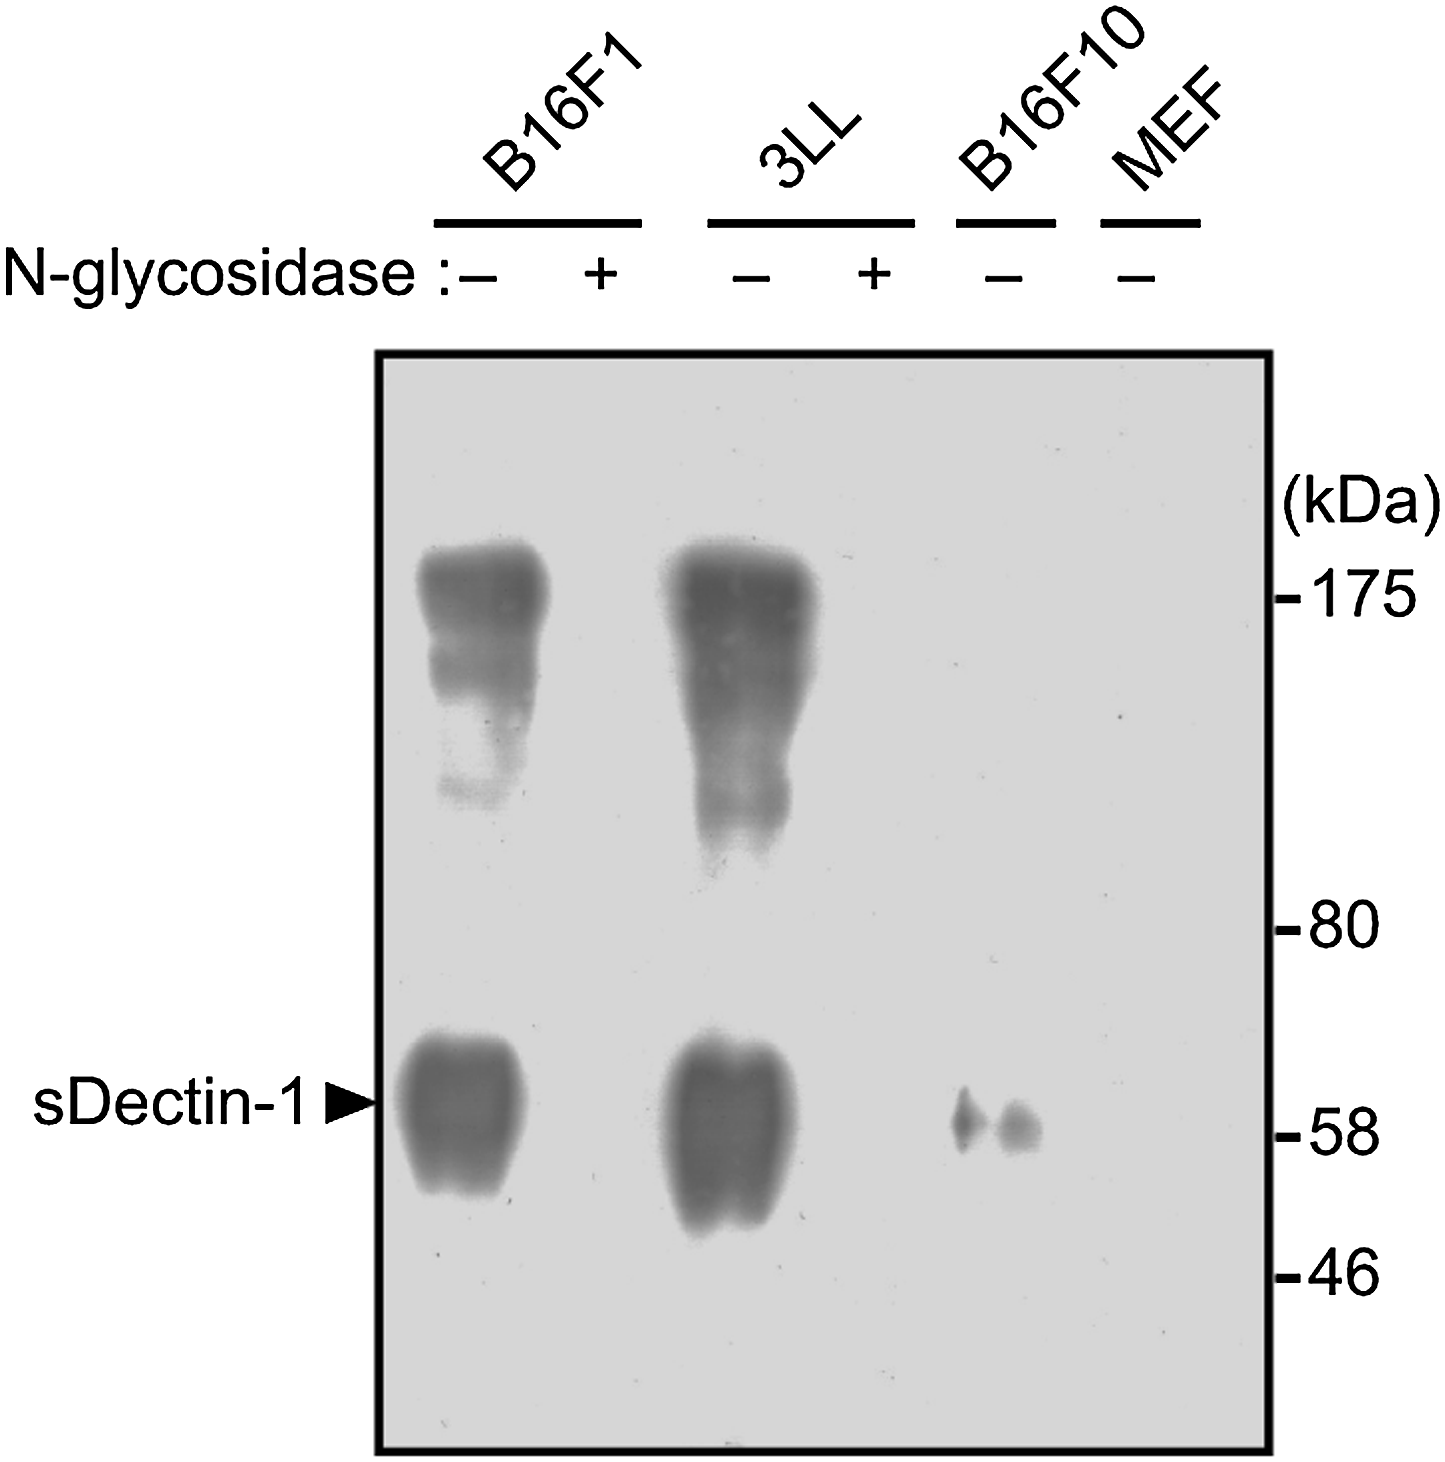 B16F1 3LL B16F10 MEF
N-glycosidase : – + – + – –
(kDa)
-175
-80
sDectin-1
-58
-46